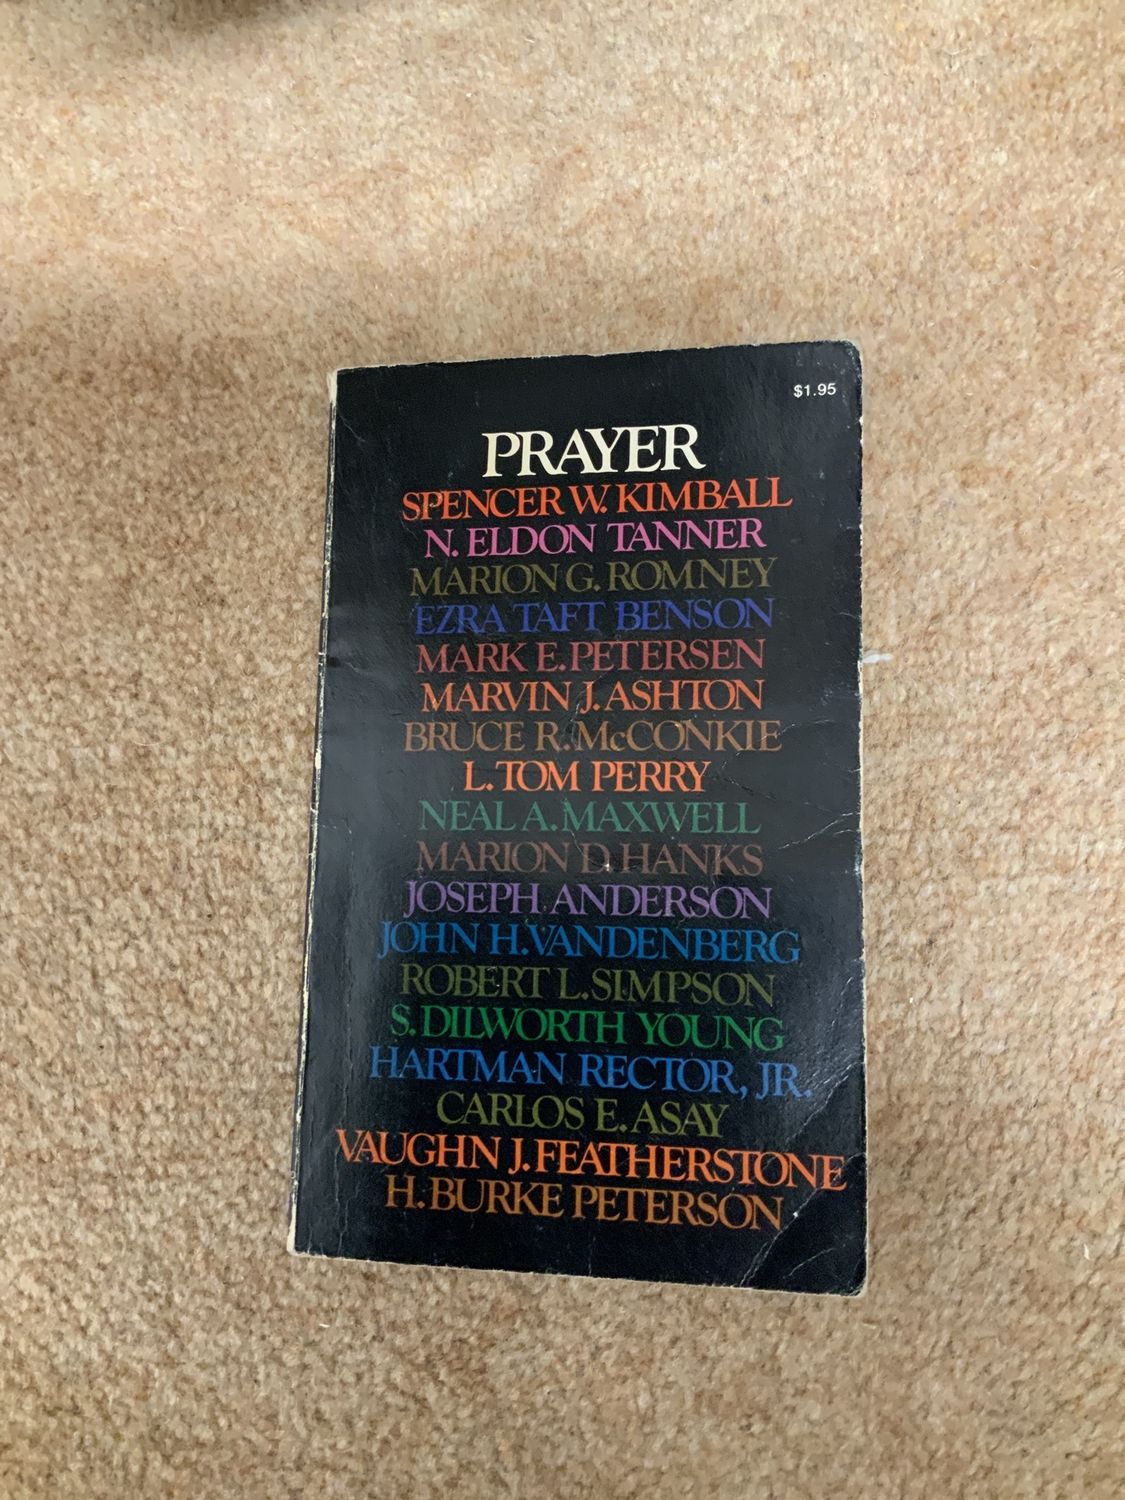 $1.95
PRAYER
SPENCER W. KIMBALL
N. ELDON TANNER
MARION G. ROMNEY
EZRA TAFT BENSON
MARK E. PETERSEN
MARVIN J. ASHTON
BRUCE R. McCONKIE
L. TOM PERRY
NEAL A. MAXWELL
MARION D. HANKS
JOSEPH ANDERSON
JOHN H. VANDENBERG
ROBERT L. SIMPSON
S. DILWORTH YOUNG
HARTMAN RECTOR, JR.
CARLOS E. ASAY
VAUGHN J. FEATHERSTONE
H. BURKE PETERSON